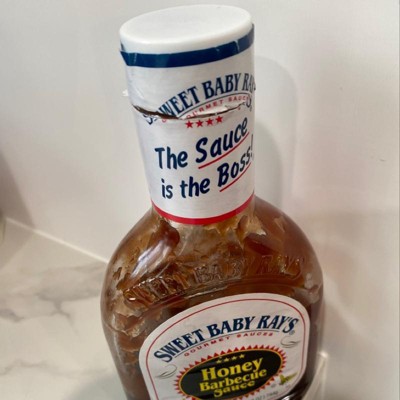 SWEET BABY RAY'S
GOURMET SAUCES
The Sauce
is the Boss!
SWEET BABY RAY'S
SWEET BABY RAY'S®
GOURMET SAUCES
Honey
Barbecue
Sauce